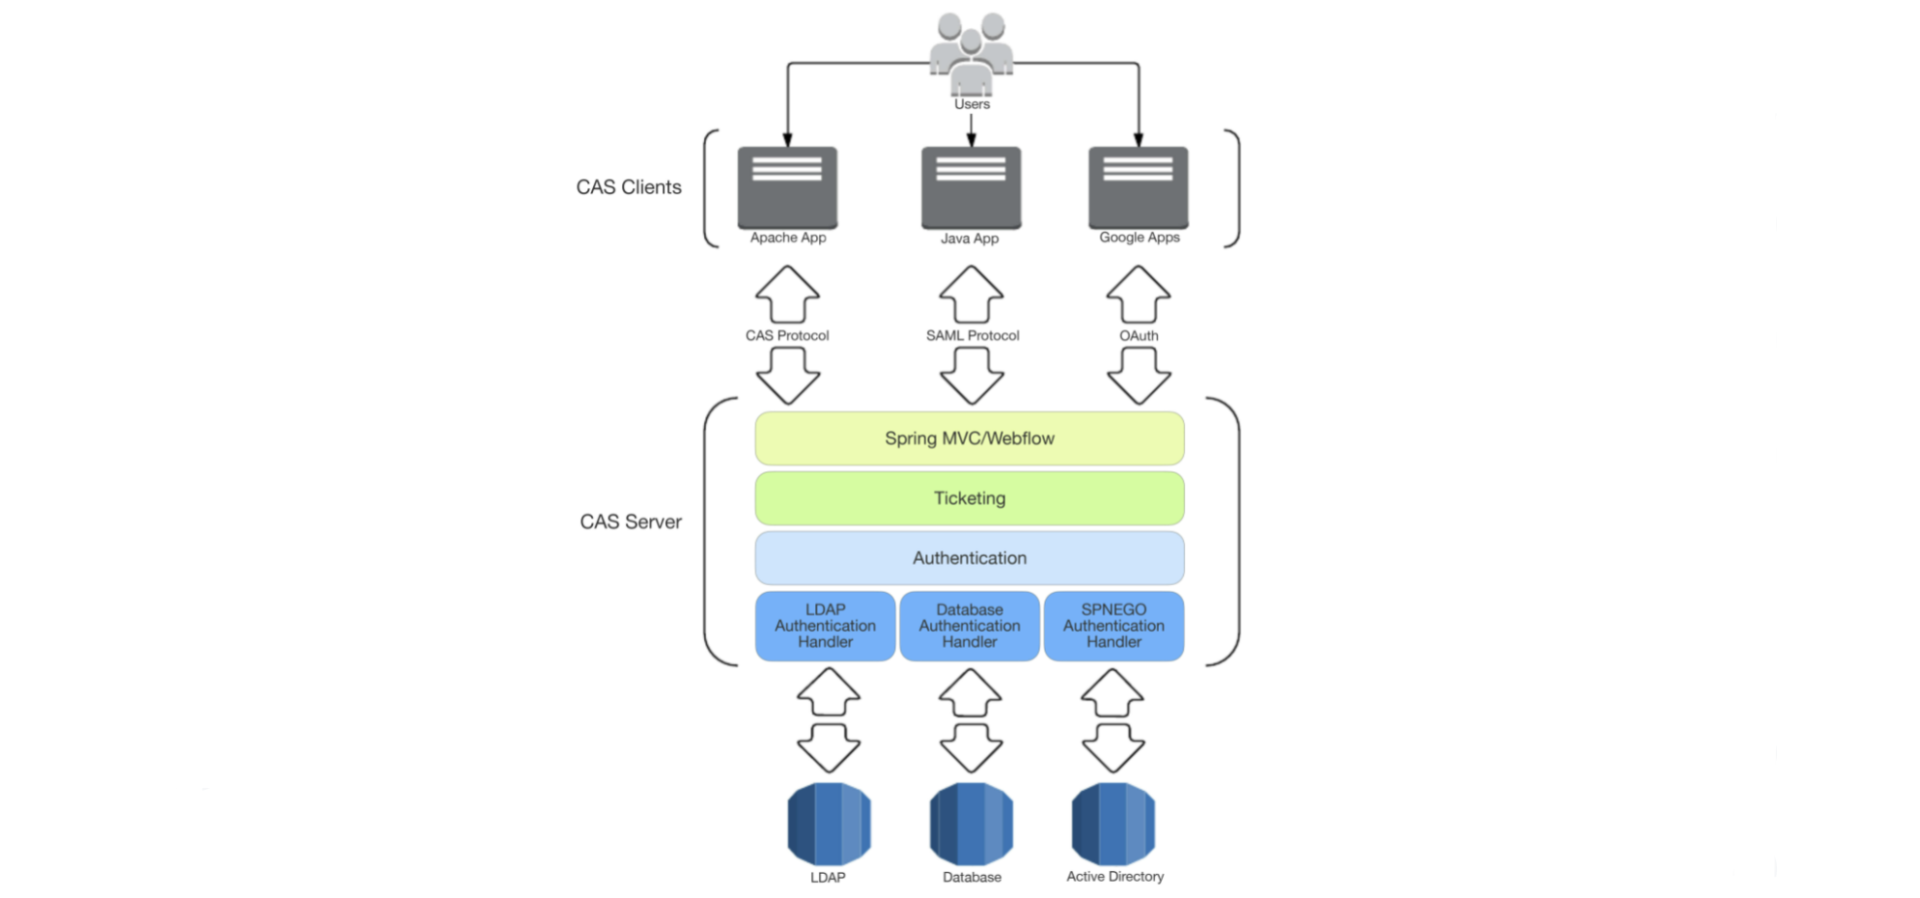 Users
CAS Clients
Apache App
Java App
Google Apps
CAS Protocol
SAML Protocol
OAuth
CAS Server
Spring MVC/Webflow
Ticketing
Authentication
LDAP
Authentication
Handler
Database
Authentication
Handler
SPNEGO
Authentication
Handler
LDAP
Database
Active Directory